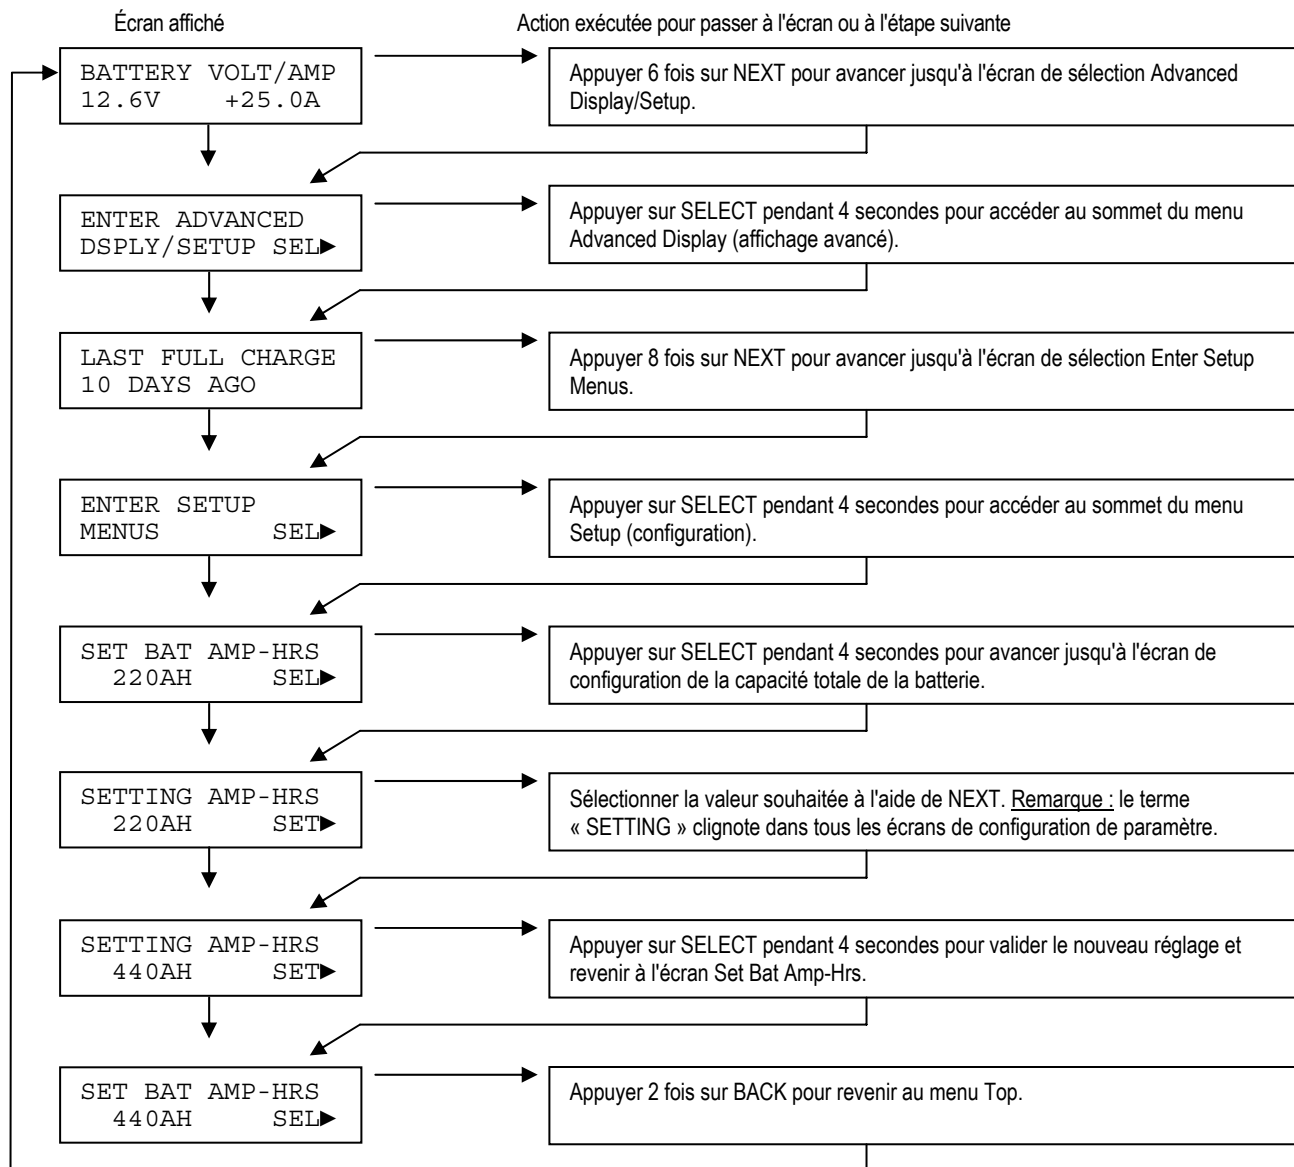 Écran affiché
Action exécutée pour passer à l'écran ou à l'étape suivante
BATTERY VOLT/AMP
12.6V +25.0A
Appuyer 6 fois sur NEXT pour avancer jusqu'à l'écran de sélection Advanced
Display/Setup.
ENTER ADVANCED
DSPLY/SETUP SEL►
Appuyer sur SELECT pendant 4 secondes pour accéder au sommet du menu
Advanced Display (affichage avancé).
LAST FULL CHARGE
10 DAYS AGO
Appuyer 8 fois sur NEXT pour avancer jusqu'à l'écran de sélection Enter Setup
Menus.
ENTER SETUP
MENUS SEL►
Appuyer sur SELECT pendant 4 secondes pour accéder au sommet du menu
Setup (configuration).
SET BAT AMP-HRS
220AH SEL►
Appuyer sur SELECT pendant 4 secondes pour avancer jusqu'à l'écran de
configuration de la capacité totale de la batterie.
SETTING AMP-HRS
220AH SET►
Sélectionner la valeur souhaitée à l'aide de NEXT. Remarque : le terme
« SETTING » clignote dans tous les écrans de configuration de paramètre.
SETTING AMP-HRS
440AH SET►
Appuyer sur SELECT pendant 4 secondes pour valider le nouveau réglage et
revenir à l'écran Set Bat Amp-Hrs.
SET BAT AMP-HRS
440AH SEL►
Appuyer 2 fois sur BACK pour revenir au menu Top.